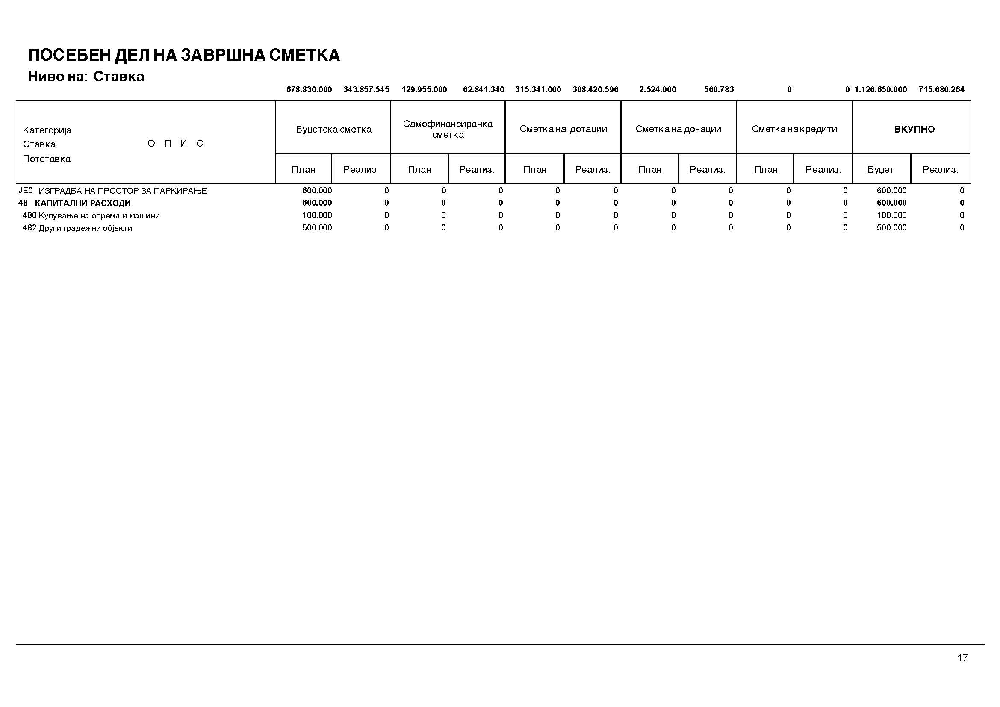 ПОСЕБЕН ДЕЛ НА ЗАВРШНА СМЕТКА
Ниво на: Ставка
678.830.000 343.857.545 129.955.000 62.841.340 315.341.000 308.420.596 2.524.000 560.783 0 0 1.126.650.000 715.680.264
Категорија
Ставка О П И С
Потставка
Буџетска сметка
Самофинансирачка
сметка
Сметка на дотации
Сметка на донации
Сметка на кредити
ВКУПНО
План Реализ. План Реализ. План Реализ. План Реализ. План Реализ. Буџет Реализ.
JE0 ИЗГРАДБА НА ПРОСТОР ЗА ПАРКИРАЊЕ 600.000 0 0 0 0 0 0 0 0 0 600.000 0
48 КАПИТАЛНИ РАСХОДИ 600.000 0 0 0 0 0 0 0 0 0 600.000 0
480 Купување на опрема и машини 100.000 0 0 0 0 0 0 0 0 0 100.000 0
482 Други градежни објекти 500.000 0 0 0 0 0 0 0 0 0 500.000 0
17